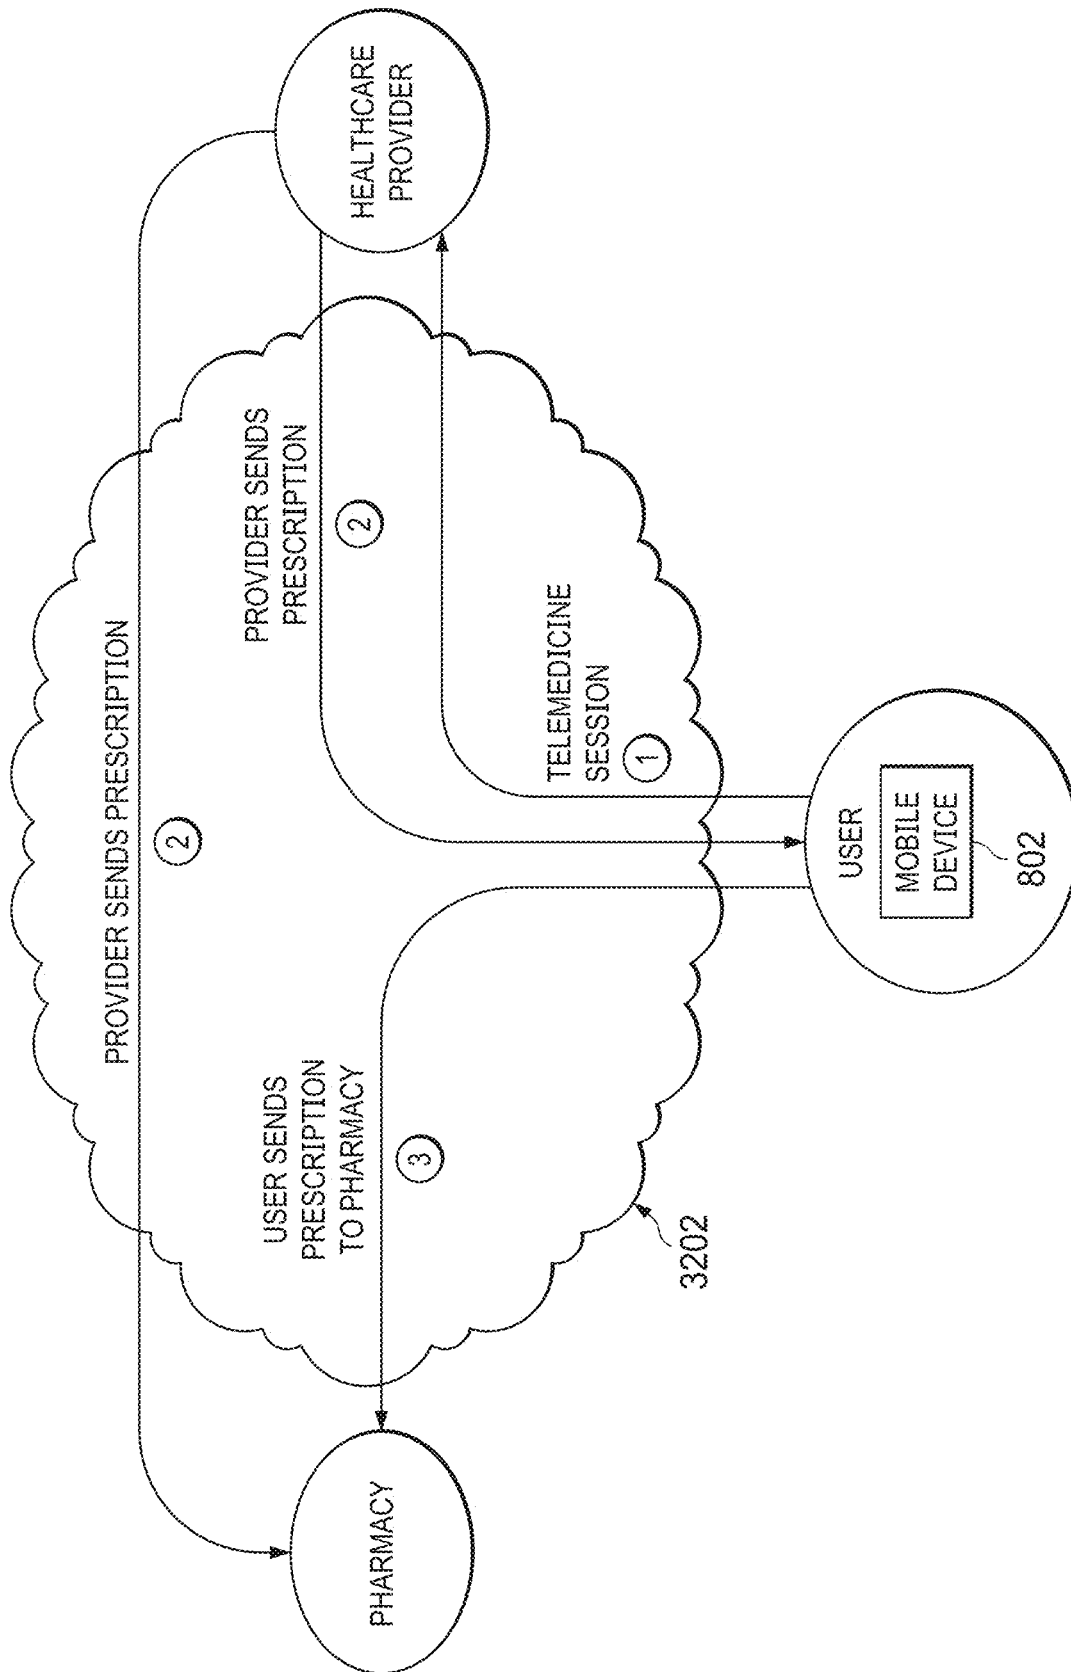 PROVIDER SENDS PRESCRIPTION
2
HEALTHCARE
PROVIDER
PROVIDER SENDS
PRESCRIPTION
2
USER SENDS
PRESCRIPTION
TO PHARMACY
3
PHARMACY
TELEMEDICINE
SESSION
1
3202
USER
MOBILE
DEVICE
802